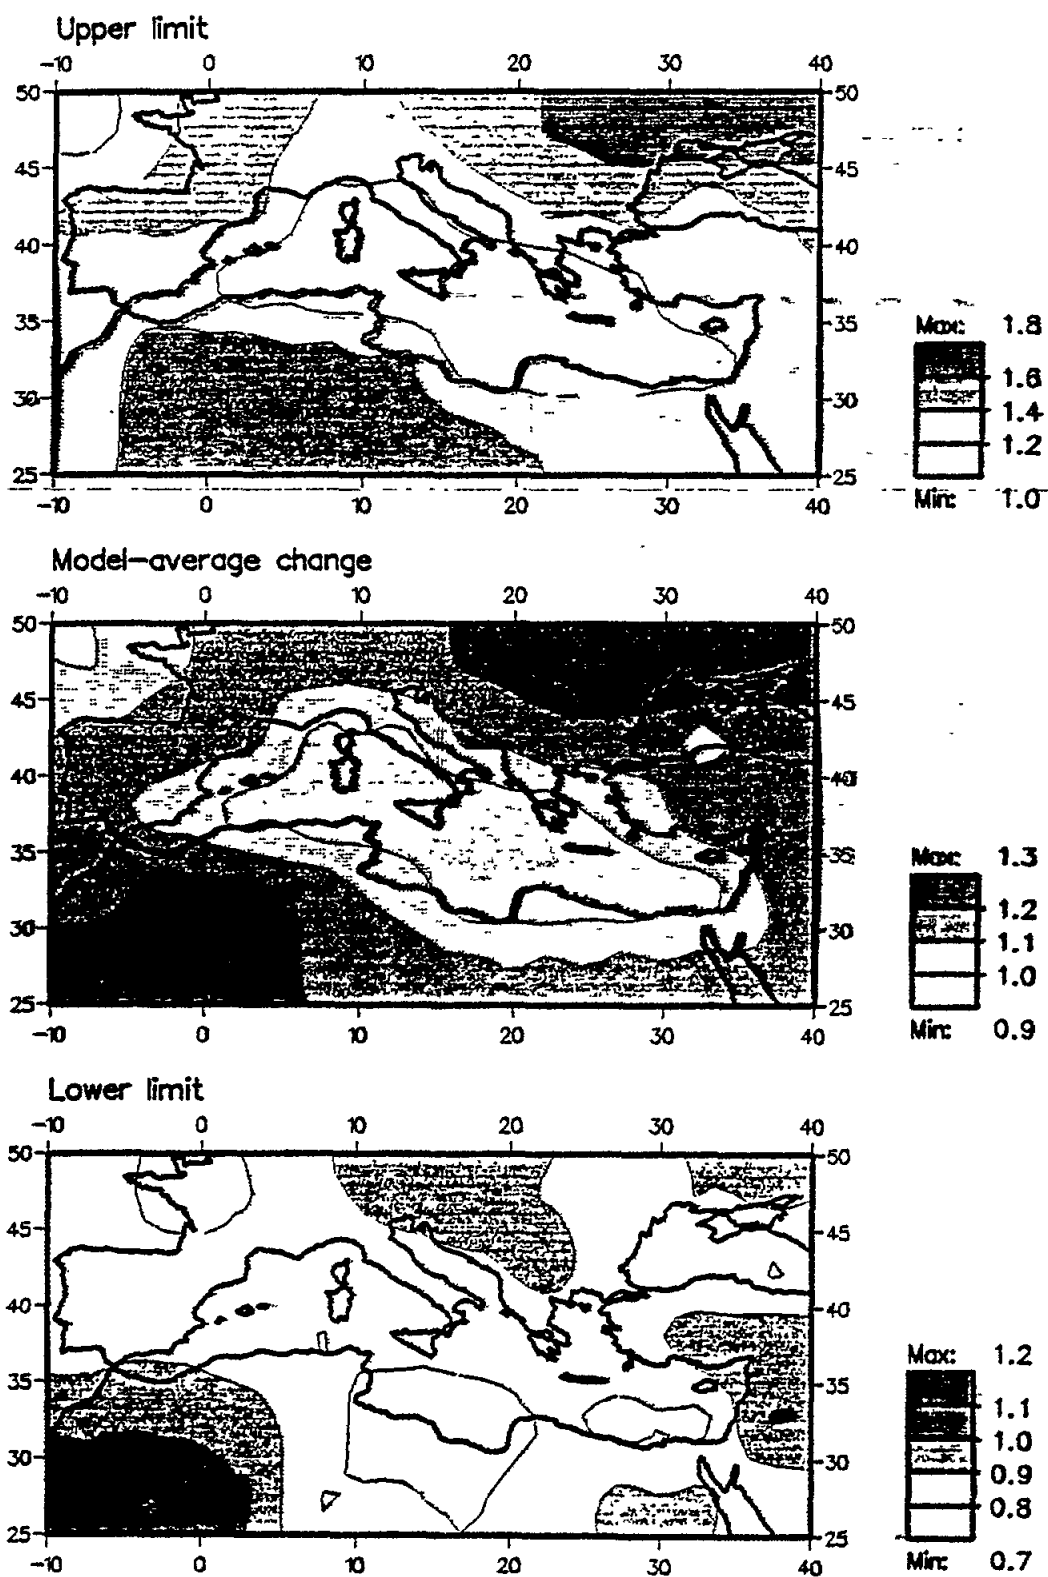 Upper limit
-10 0 10 20 30 40
50 50
45 45
40 40
35 35
30 30
25 25
-10 0 10 20 30 40
Max: 1.8
1.6
1.4
1.2
Min: 1.0
Model-average change
-10 0 10 20 30 40
50 50
45 45
40 40
35 35
30 30
25 25
-10 0 10 20 30 40
Max: 1.3
1.2
1.1
1.0
Min: 0.9
Lower limit
-10 0 10 20 30 40
50 50
45 45
40 40
35 35
30 30
25 25
-10 0 10 20 30 40
Max: 1.2
1.1
1.0
0.9
0.8
Min: 0.7